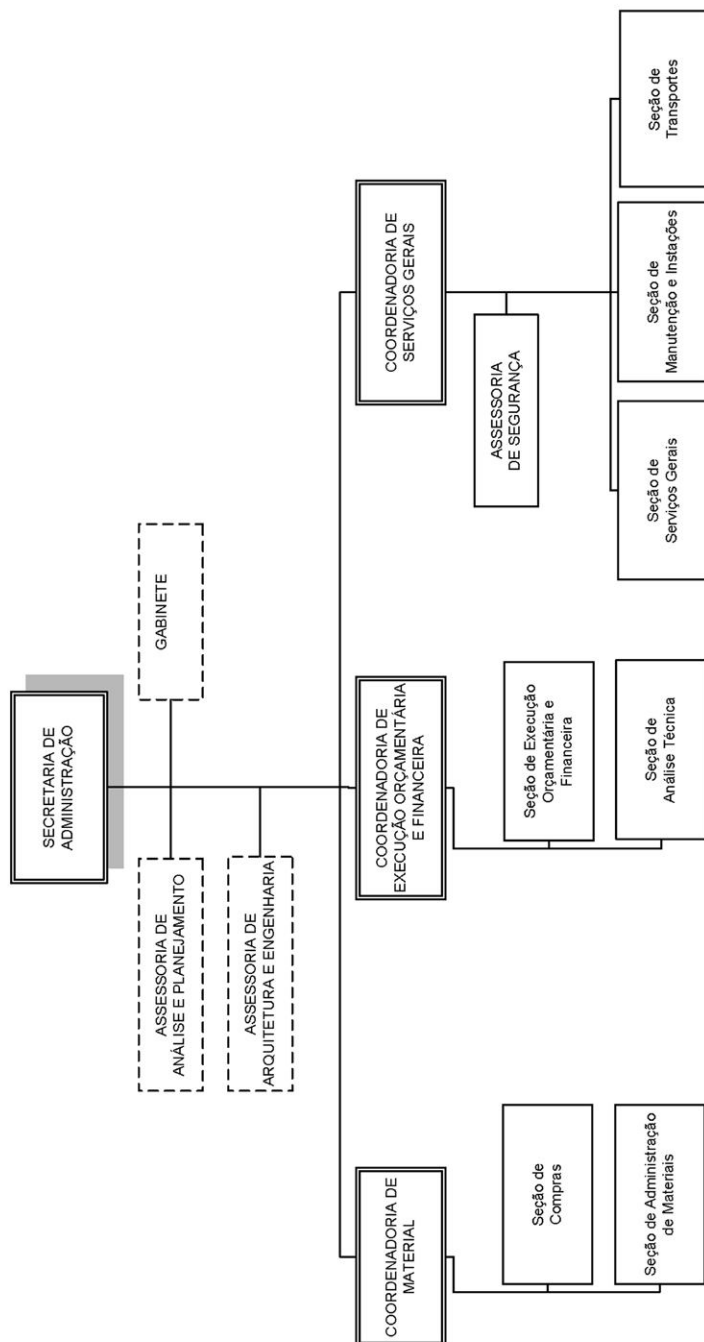 SECRETARIA DE
ADMINISTRAÇÃO
ASSESSORIA DE
ANÁLISE E PLANEJAMENTO
GABINETE
ASSESSORIA DE
ARQUITETURA E ENGENHARIA
COORDENADORIA DE
MATERIAL
COORDENADORIA DE
EXECUÇÃO ORÇAMENTÁRIA
E FINANCEIRA
COORDENADORIA DE
SERVIÇOS GERAIS
Seção de
Compras
Seção de Administração
de Materiais
Seção de Execução
Orçamentária e
Financeira
Seção de
Análise Técnica
ASSESSORIA
DE SEGURANÇA
Seção de
Serviços Gerais
Seção de
Manutenção e Instações
Seção de
Transportes